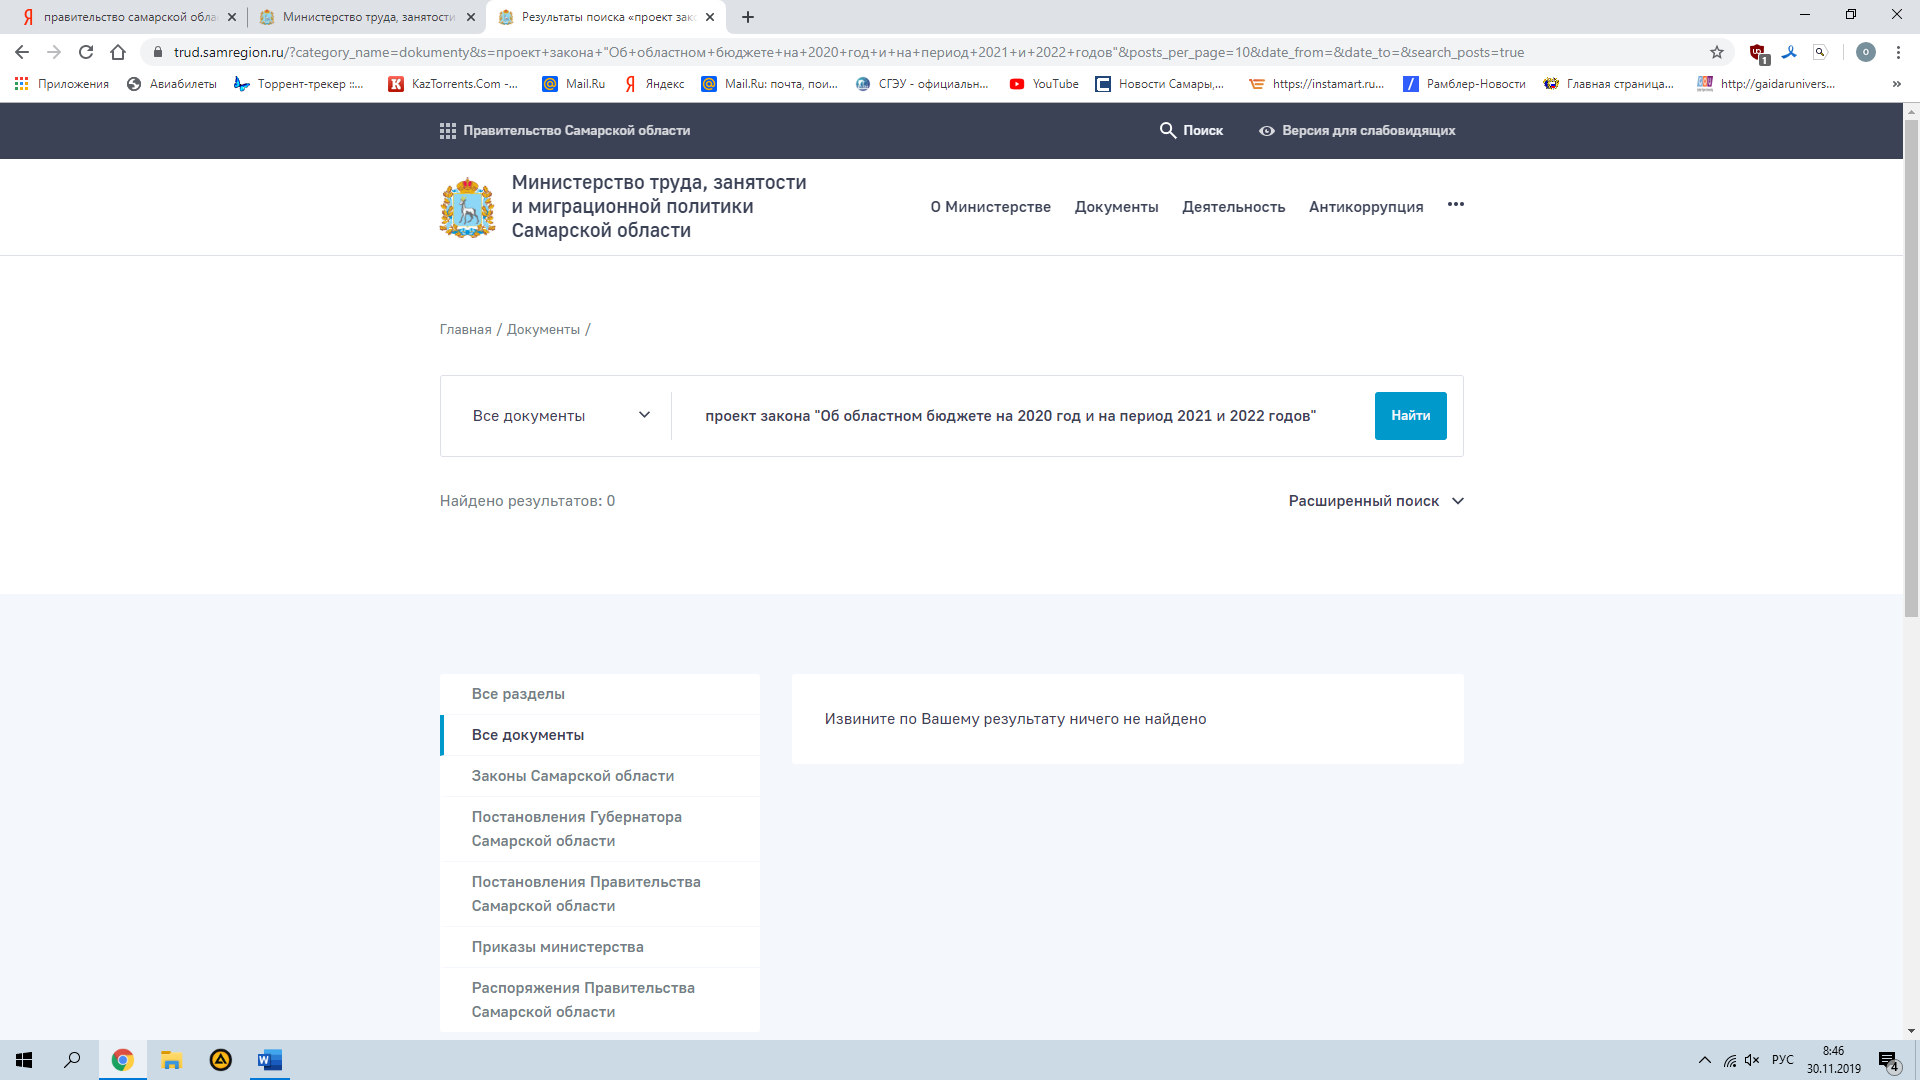 правительство самарской обла
Министерство труда, занятости
Результаты поиска «проект зак
trud.samregion.ru/?category_name=dokumenty&s=проект+закона+"Об+областном+бюджете+на+2020+год+и+на+период+2021+и+2022+годов"&posts_per_page=10&date_from=&date_to=&search_posts=true
Приложения
Авиабилеты
Торрент-трекер ::...
KazTorrents.Com -...
Mail.Ru
Яндекс
Mail.Ru: почта, пои...
СГЭУ - официальн...
YouTube
Новости Самары,...
https://instamart.ru...
Рамблер-Новости
Главная страница...
http://gaidarunivers...
»
Правительство Самарской области
Поиск
Версия для слабовидящих
Министерство труда, занятости
и миграционной политики
Самарской области
О Министерстве
Документы
Деятельность
Антикоррупция
•••
Главная / Документы /
Все документы
проект закона "Об областном бюджете на 2020 год и на период 2021 и 2022 годов"
Найти
Найдено результатов: 0
Расширенный поиск
Все разделы
Все документы
Законы Самарской области
Постановления Губернатора
Самарской области
Постановления Правительства
Самарской области
Приказы министерства
Распоряжения Правительства
Самарской области
Извините по Вашему результату ничего не найдено
РУС
8:46
30.11.2019
4